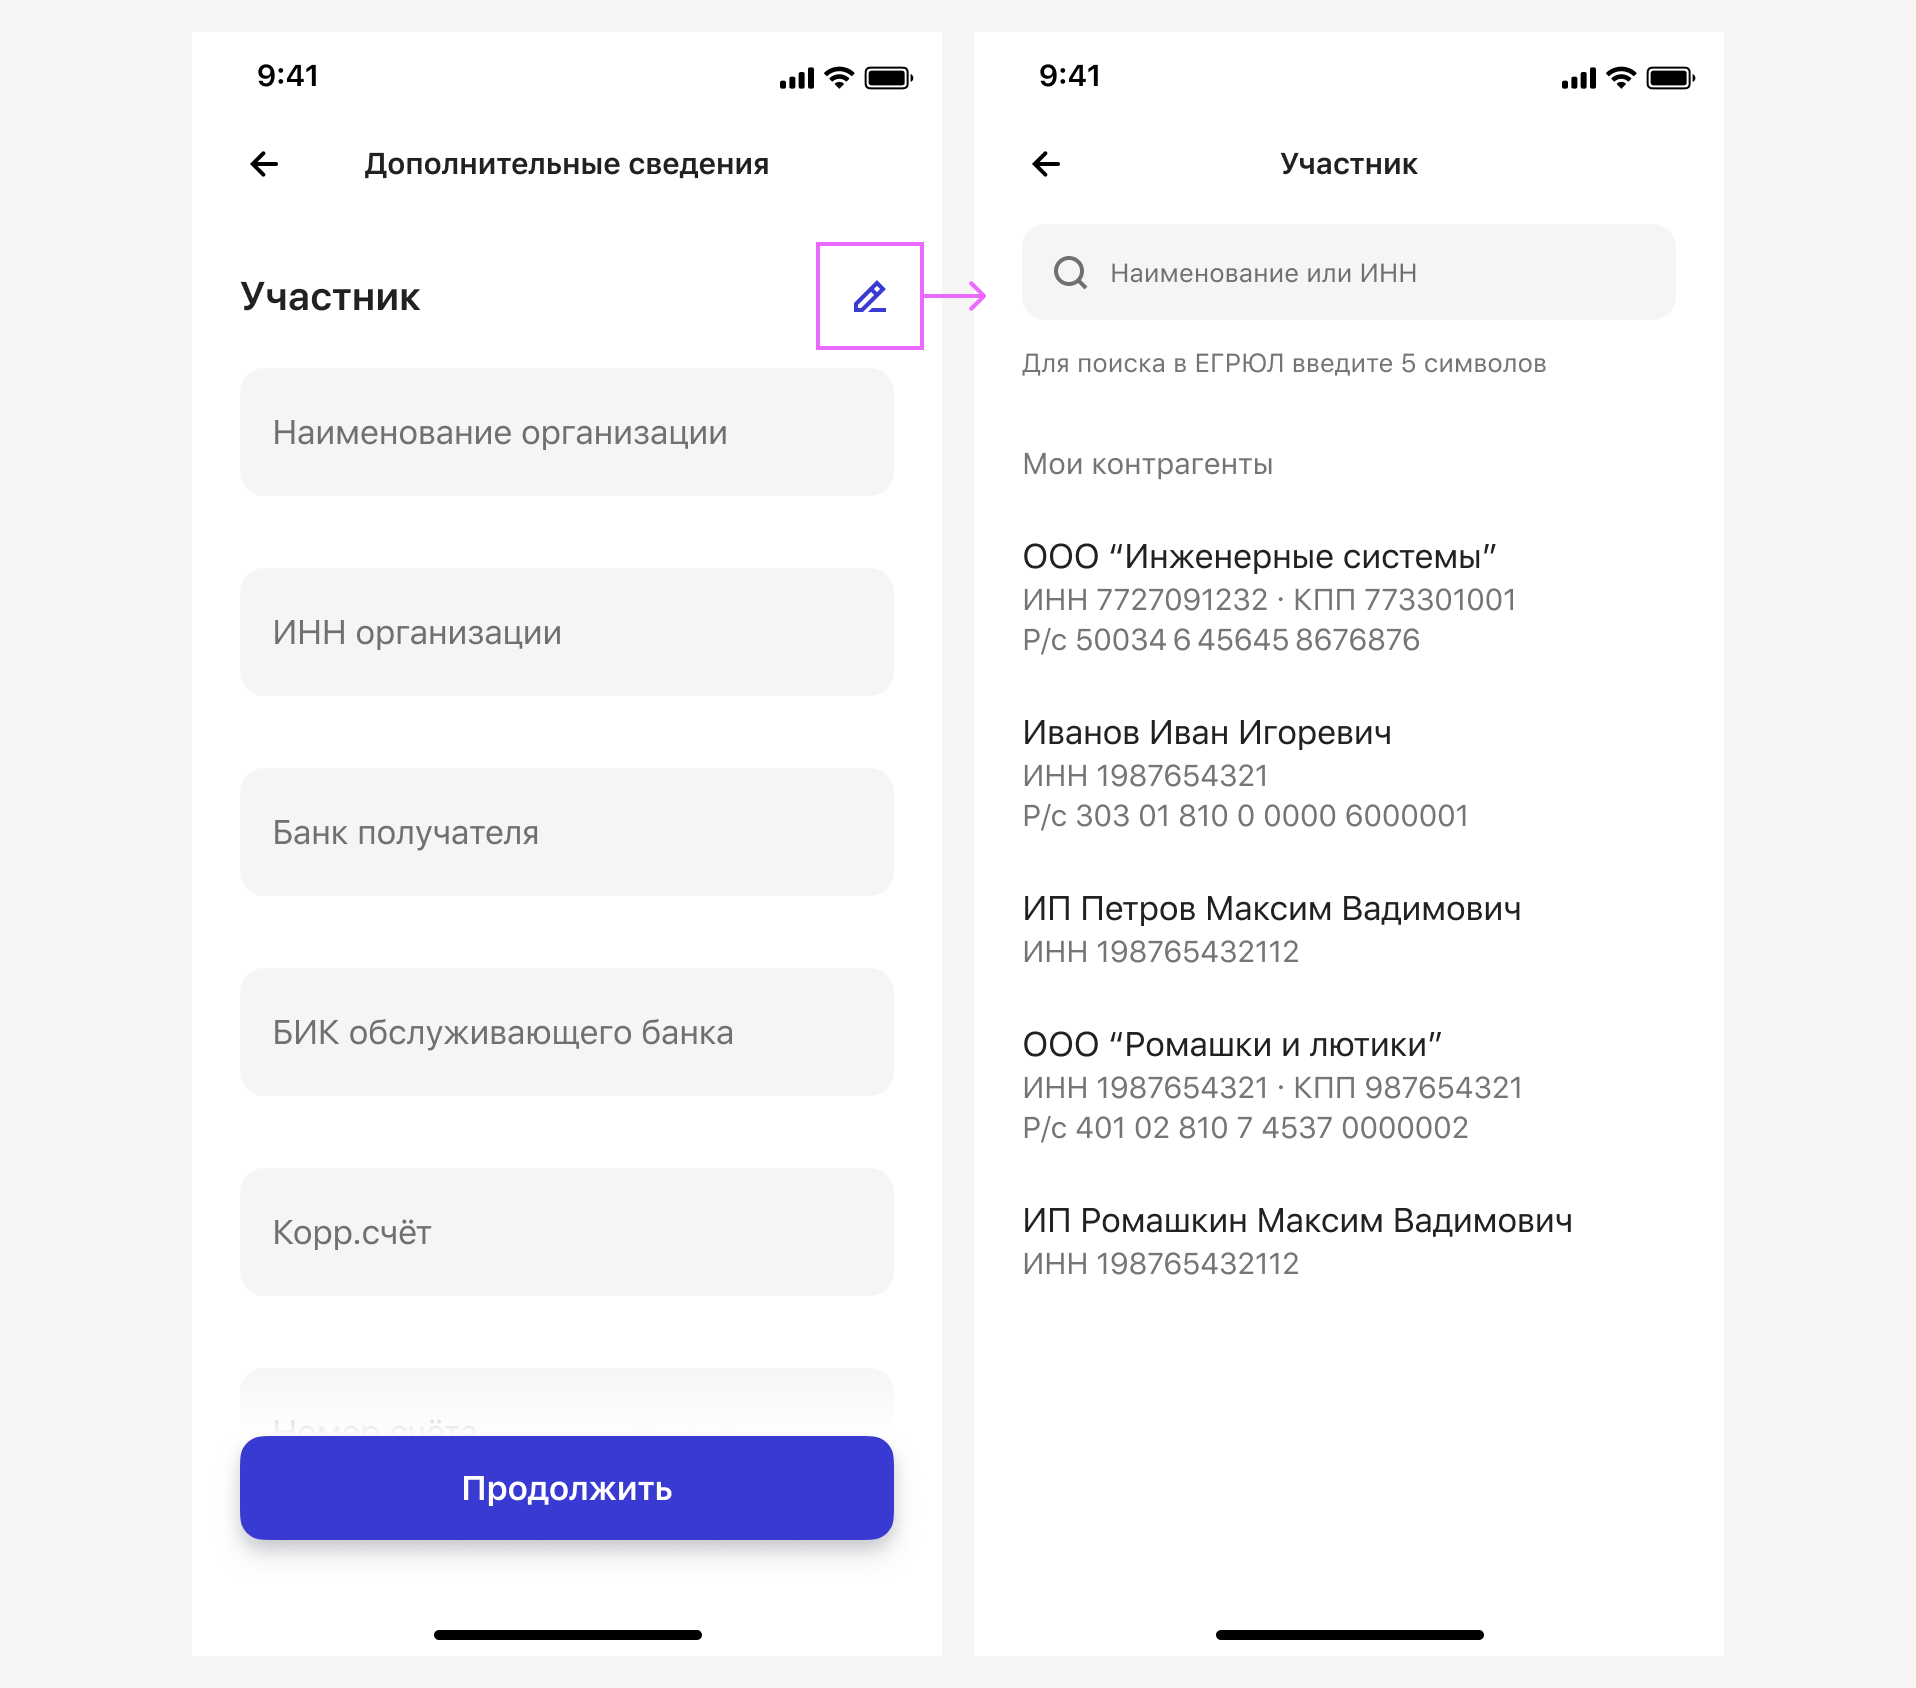 9:41
Дополнительные сведения
Участник
Наименование организации
ИНН организации
Банк получателя
БИК обслуживающего банка
Корр.счёт
Номер счёта
Продолжить
9:41
Участник
Наименование или ИНН
Для поиска в ЕГРЮЛ введите 5 символов
Мои контрагенты
ООО “Инженерные системы”
ИНН 7727091232 · КПП 773301001
Р/с 50034 6 45645 8676876
Иванов Иван Игоревич
ИНН 1987654321
Р/с 303 01 810 0 0000 6000001
ИП Петров Максим Вадимович
ИНН 198765432112
ООО “Ромашки и лютики”
ИНН 1987654321 · КПП 987654321
Р/с 401 02 810 7 4537 0000002
ИП Ромашкин Максим Вадимович
ИНН 198765432112